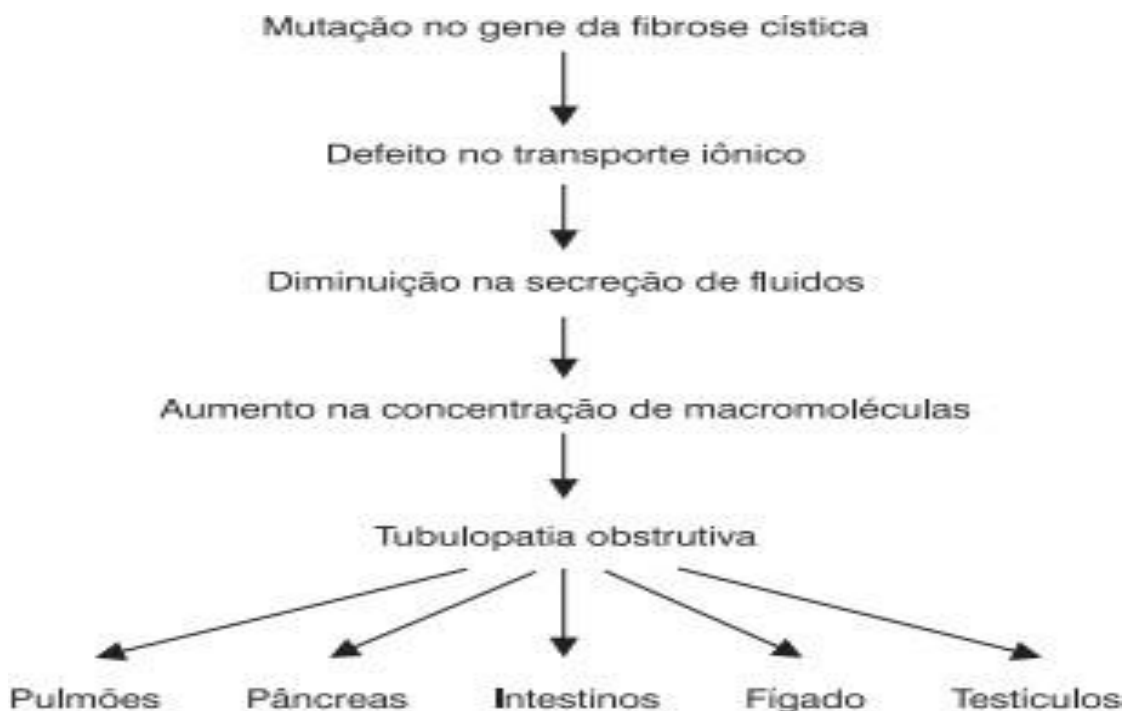 Mutação no gene da fibrose cística
Defeito no transporte iônico
Diminuição na secreção de fluidos
Aumento na concentração de macromoléculas
Tubulopatia obstrutiva
Pulmões Pâncreas Intestinos Fígado Testículos